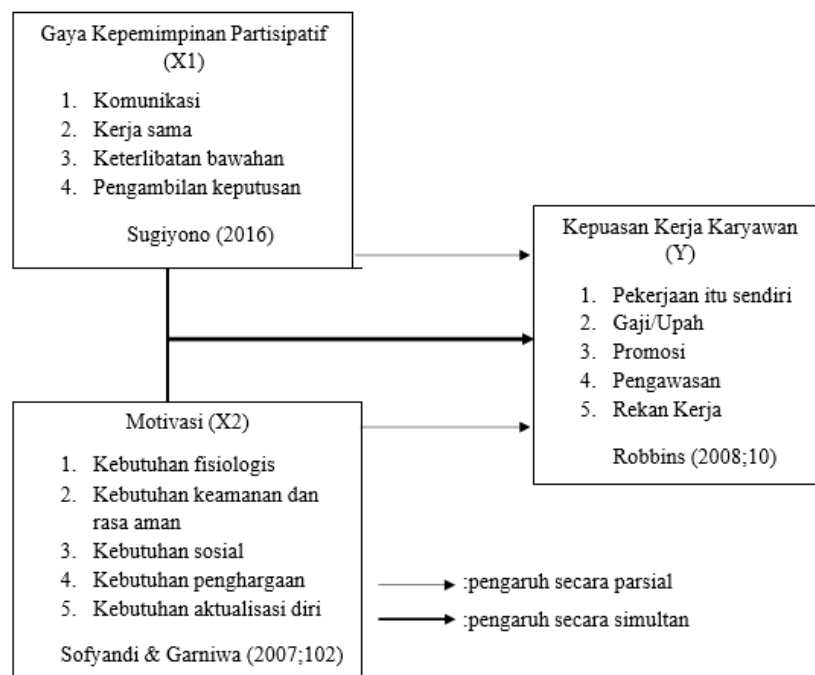 Gaya Kepemimpinan Partisipatif
(X1)
1. Komunikasi
2. Kerja sama
3. Keterlibatan bawahan
4. Pengambilan keputusan
Sugiyono (2016)
Kepuasan Kerja Karyawan
(Y)
1. Pekerjaan itu sendiri
2. Gaji/Upah
3. Promosi
4. Pengawasan
5. Rekan Kerja
Robbins (2008;10)
Motivasi (X2)
1. Kebutuhan fisiologis
2. Kebutuhan keamanan dan
rasa aman
3. Kebutuhan sosial
4. Kebutuhan penghargaan
5. Kebutuhan aktualisasi diri
Sofyandi & Garniwa (2007;102)
:pengaruh secara parsial
:pengaruh secara simultan